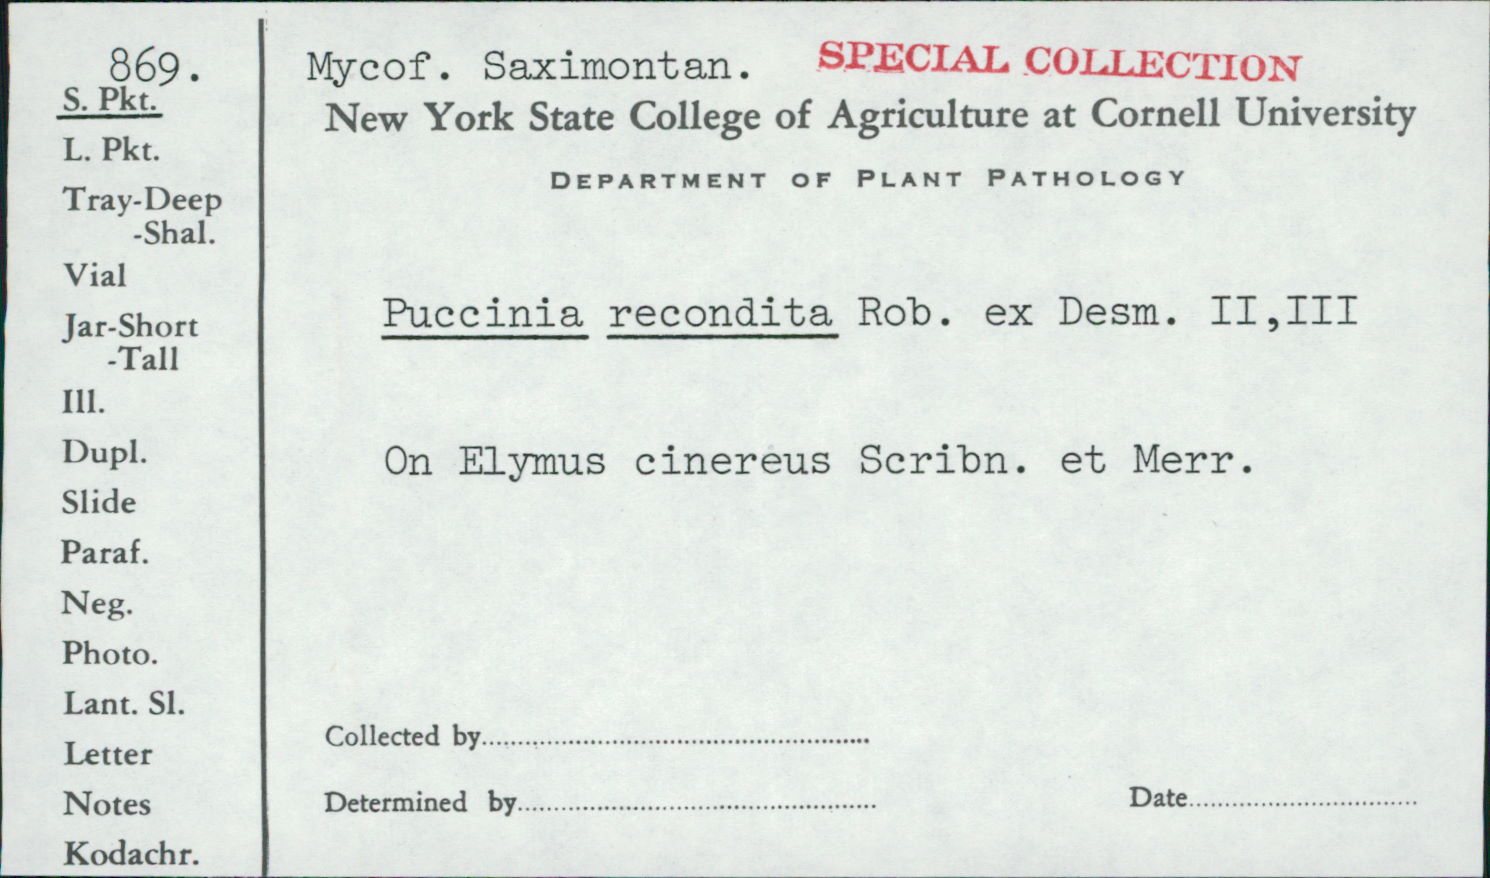 869.
S. Pkt.
L. Pkt.
Tray-Deep
-Shal.
Vial
Jar-Short
-Tall
Ill.
Dupl.
Slide
Paraf.
Neg.
Photo.
Lant. Sl.
Letter
Notes
Kodachr.
Mycof. Saximontan. SPECIAL COLLECTION
New York State College of Agriculture at Cornell University
DEPARTMENT OF PLANT PATHOLOGY
Puccinia recondita Rob. ex Desm. II,III
On Elymus cinereus Scribn. et Merr.
Collected by
Determined by Date